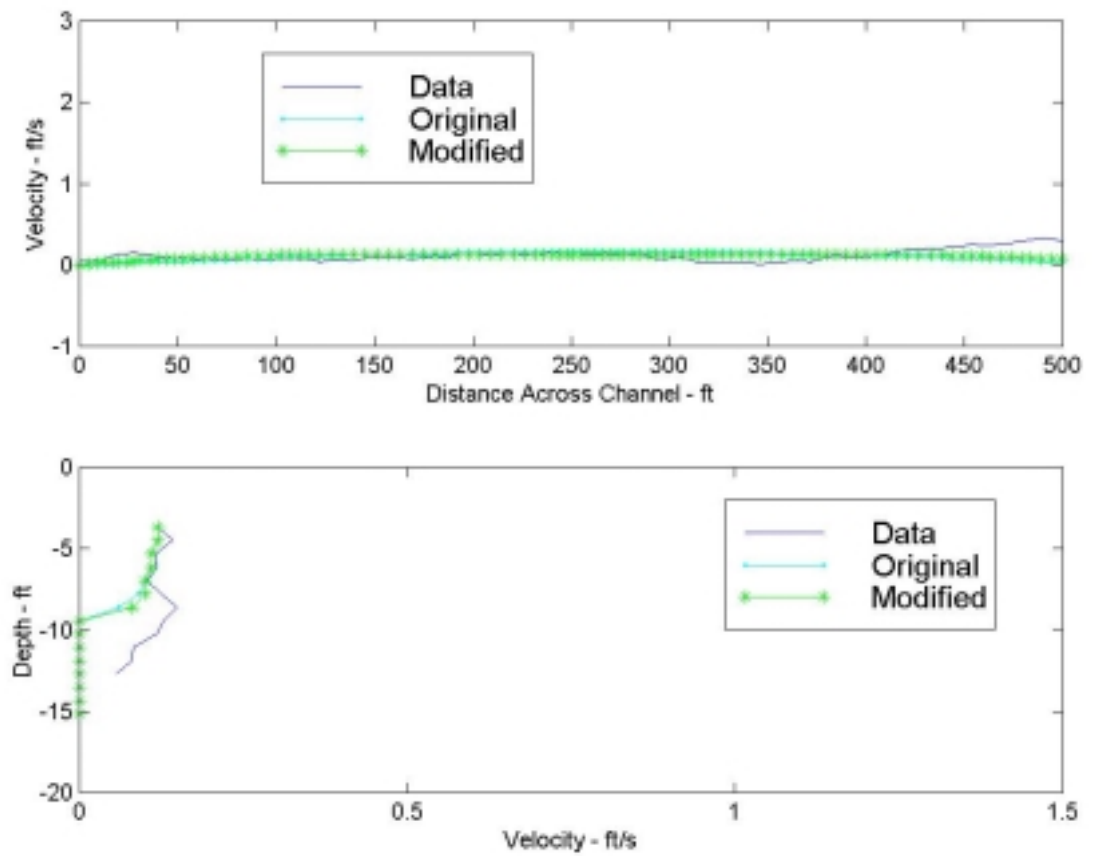 3
2
1
0
-1
Velocity - ft/s
Data
Original
Modified
0 50 100 150 200 250 300 350 400 450 500
Distance Across Channel - ft
0
-5
-10
-15
-20
Depth - ft
Data
Original
Modified
0 0.5 1 1.5
Velocity - ft/s